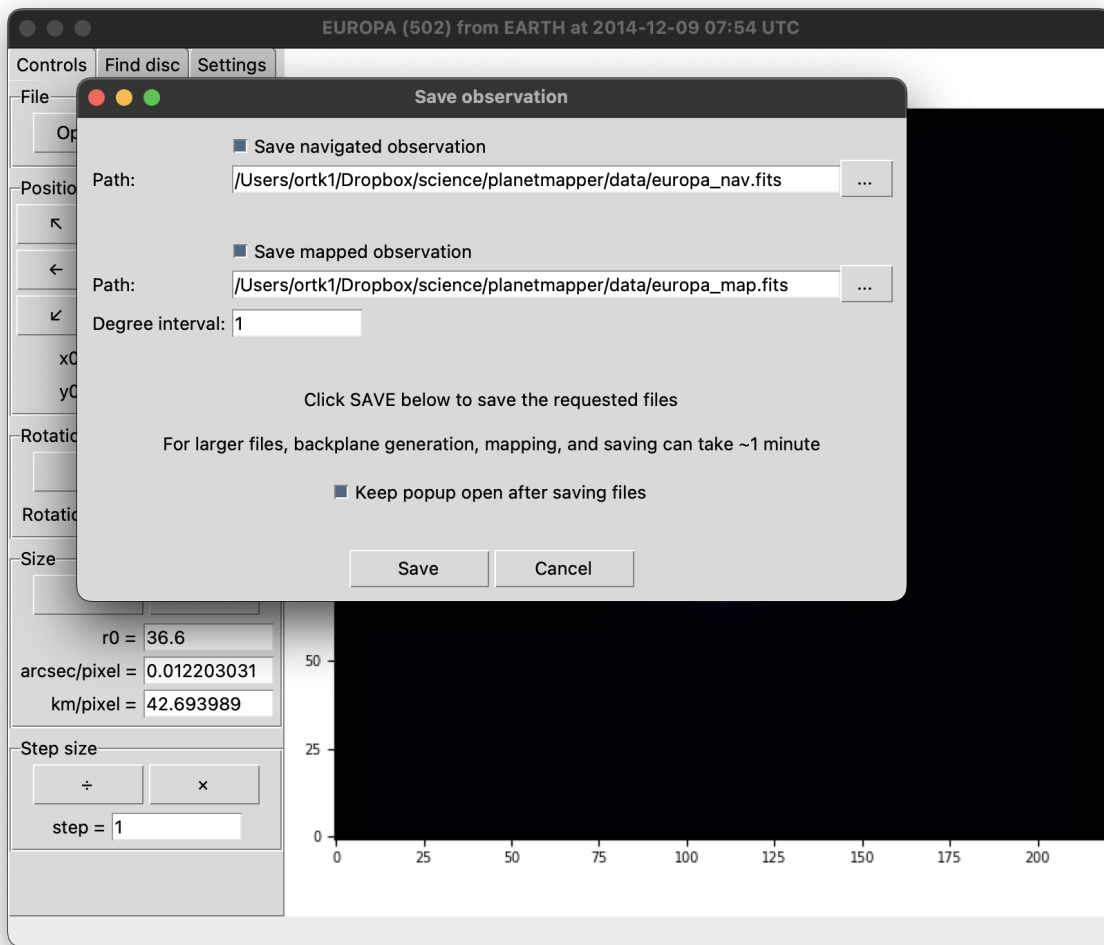 EUROPA (502) from EARTH at 2014-12-09 07:54 UTC
Controls Find disc Settings
File
Save observation
Save navigated observation
Path: /Users/ortk1/Dropbox/science/planetmapper/data/europa_nav.fits ...
↖
←
↙
Save mapped observation
Path: /Users/ortk1/Dropbox/science/planetmapper/data/europa_map.fits ...
Degree interval: 1
Click SAVE below to save the requested files
For larger files, backplane generation, mapping, and saving can take ~1 minute
Keep popup open after saving files
Save Cancel
Size
r0 = 36.6
arcsec/pixel = 0.012203031
km/pixel = 42.693989
Step size
÷ ×
step = 1
50
25
0
0 25 50 75 100 125 150 175 200